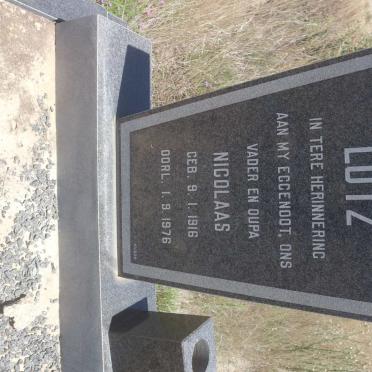 LOTZ
IN TERE HERINNERING
AAN MY EGGENOOT, ONS
VADER EN OUPA
NICOLAAS
GEB. 9. 1. 1916
OORL. 1. 9. 1976